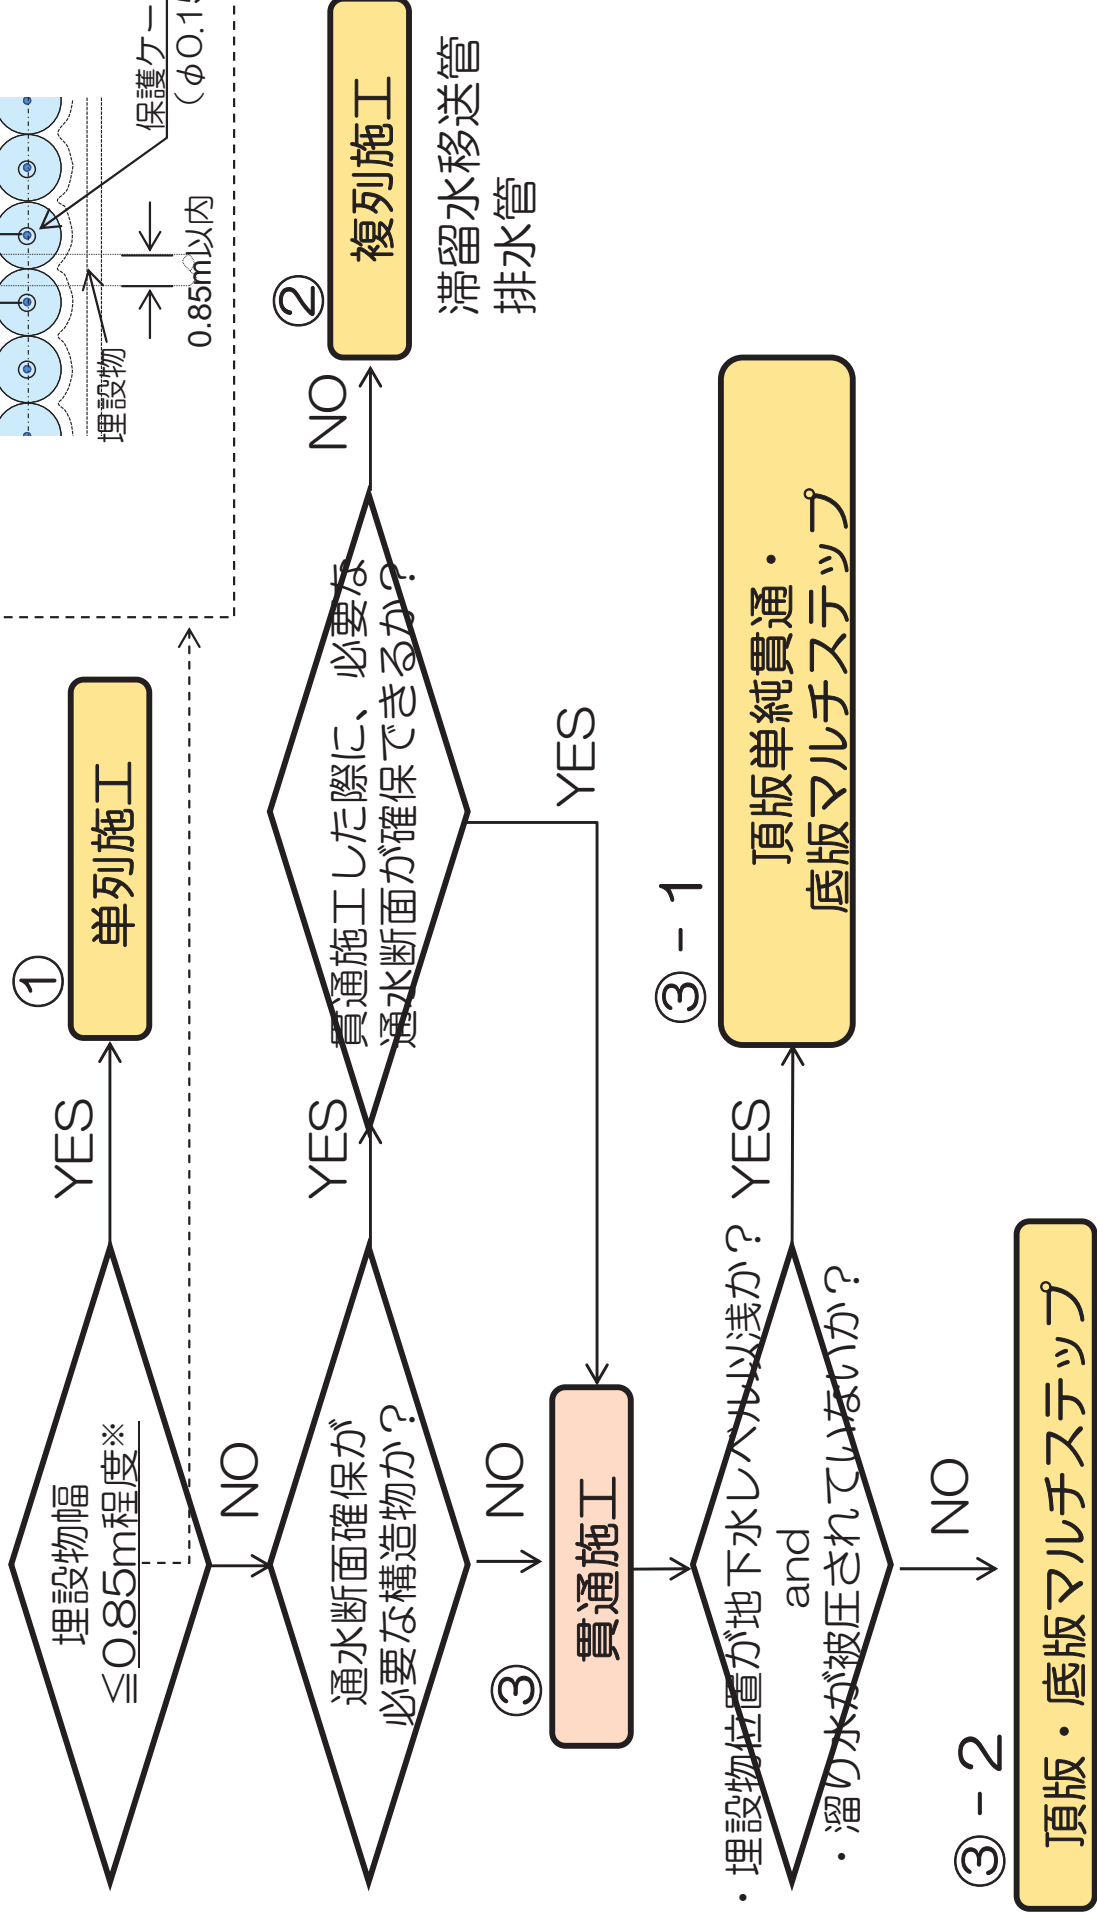 埋設物幅
≦0.85m程度※
YES
①
単列施工
NO
通水断面確保が
必要な構造物か？
YES
貫通施工した際に、必要な
通水断面が確保できるか？
NO
②
複列施工
滞留水移送管
排水管
YES
NO
③
貫通施工
・埋設物位置が地下水レベル以浅か？
and
・溜の水が被圧されていないか？
YES
③－1
頂版単純貫通・
底版マルチステップ
NO
③－2
頂版・底版マルチステップ
埋設物
0.85m以内
保護ケー
（φ0.15